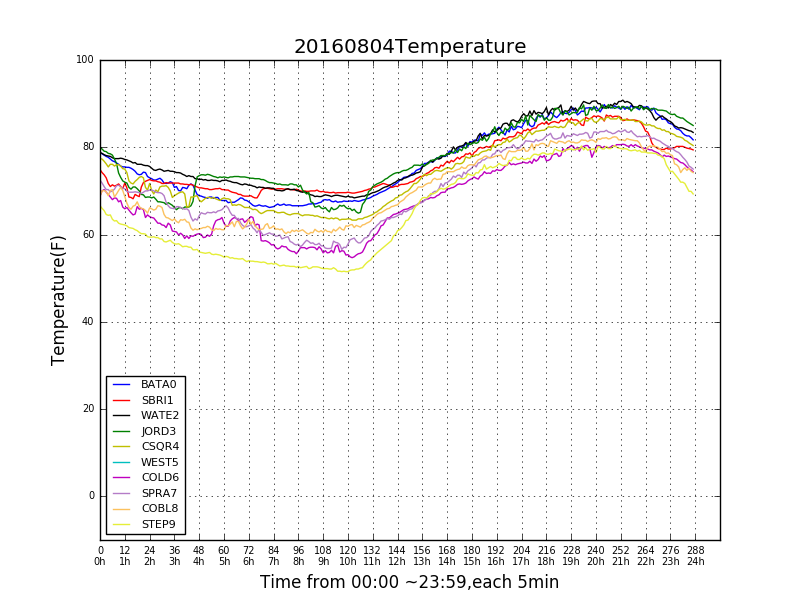 20160804Temperature
100
80
60
40
20
0
Temperature(F)
BATA0
SBRI1
WATE2
JORD3
CSQR4
WEST5
COLD6
SPRA7
COBL8
STEP9
0 12 24 36 48 60 72 84 96 108 120 132 144 156 168 180 192 204 216 228 240 252 264 276 288
0h 1h 2h 3h 4h 5h 6h 7h 8h 9h 10h 11h 12h 13h 14h 15h 16h 17h 18h 19h 20h 21h 22h 23h 24h
Time from 00:00 ~23:59,each 5min